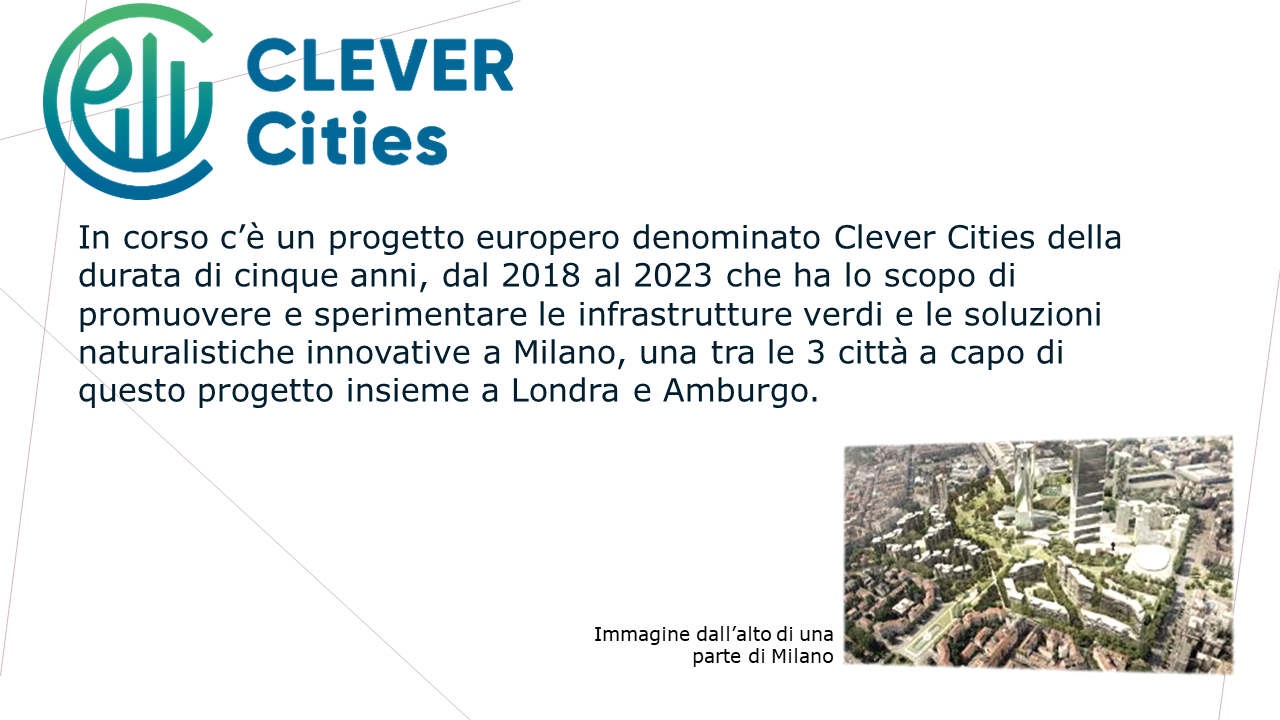 CLEVER
Cities
In corso c’è un progetto europero denominato Clever Cities della
durata di cinque anni, dal 2018 al 2023 che ha lo scopo di
promuovere e sperimentare le infrastrutture verdi e le soluzioni
naturalistiche innovative a Milano, una tra le 3 città a capo di
questo progetto insieme a Londra e Amburgo.
Immagine dall’alto di una
parte di Milano